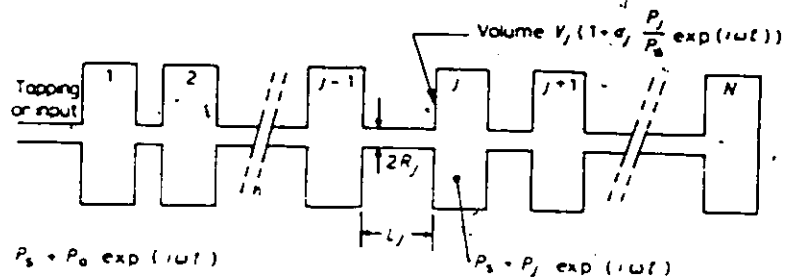 Volume V_j (1+σ_j P_j/P_s exp(iωt))
1 2 j-1 j j+1 N
Tapping
or input
2R_j
L_j
P_s + P_0 exp (iωt)
P_s + P_j exp (iωt)